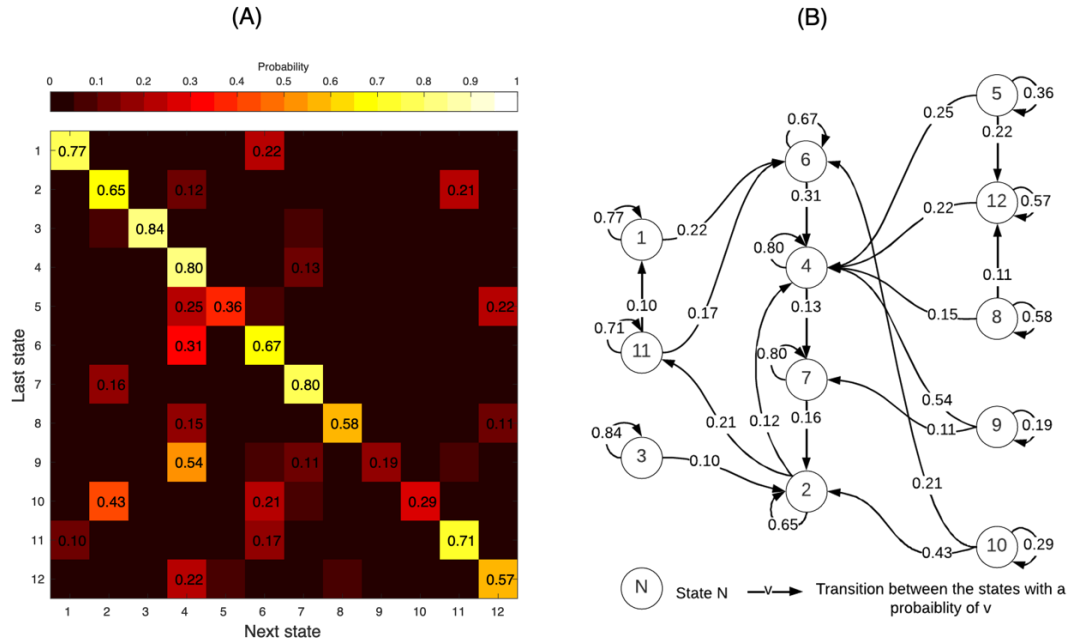 (A)
Probability
0 0.1 0.2 0.3 0.4 0.5 0.6 0.7 0.8 0.9 1
Last state
1 0.77 0.22
2 0.65 0.12 0.21
3 0.84
4 0.80 0.13
5 0.25 0.36 0.22
6 0.31 0.67
7 0.16 0.80
8 0.15 0.58 0.11
9 0.54 0.11 0.19
10 0.43 0.21 0.29
11 0.10 0.17 0.71
12 0.22 0.57
1 2 3 4 5 6 7 8 9 10 11 12
Next state
(B)
5 0.36
0.25
0.67
0.22
6
0.31
12 0.57
0.22
0.77
1 0.22
0.80
4
0.11
0.13
0.10
0.17
0.15
8 0.58
0.71
11
0.80
7
0.16
0.54
0.21
0.12
0.11
9 0.19
0.84
3 0.10
2
0.65
0.21
0.43
10 0.29
N State N
v Transition between the states with a
probaiblity of v